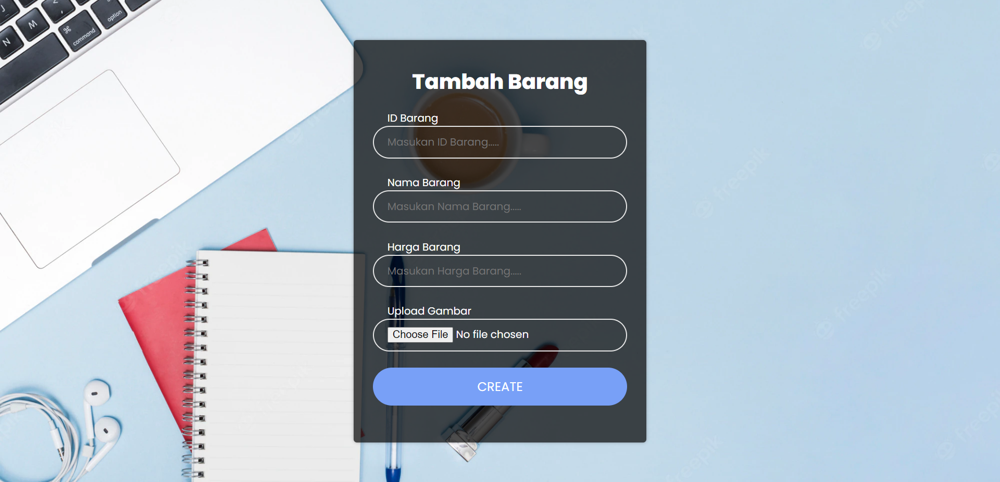 J
<
,
M
option
N
⌘
command
freepik
Tambah Barang
ID Barang
Masukan ID Barang.....
Nama Barang
Masukan Nama Barang.....
freepik
Harga Barang
Masukan Harga Barang.....
freepik
Upload Gambar
Choose File No file chosen
CREATE
freepik
freepik